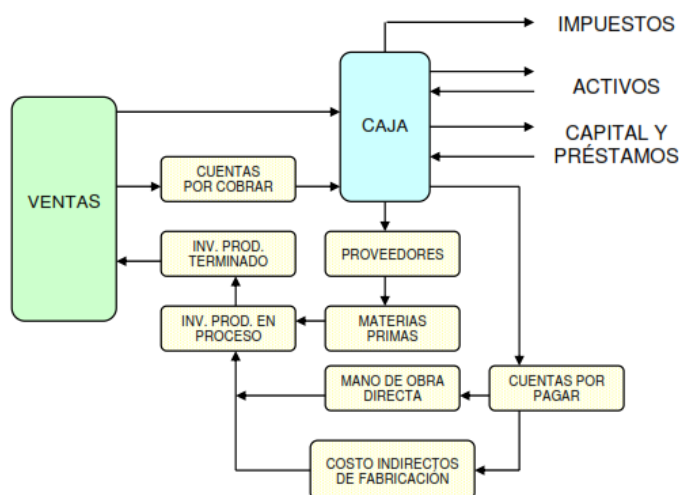 IMPUESTOS
ACTIVOS
CAJA
CAPITAL Y
PRÉSTAMOS
CUENTAS
POR COBRAR
VENTAS
INV. PROD.
TERMINADO
PROVEEDORES
INV. PROD. EN
PROCESO
MATERIAS
PRIMAS
MANO DE OBRA
DIRECTA
CUENTAS POR
PAGAR
COSTO INDIRECTOS
DE FABRICACIÓN